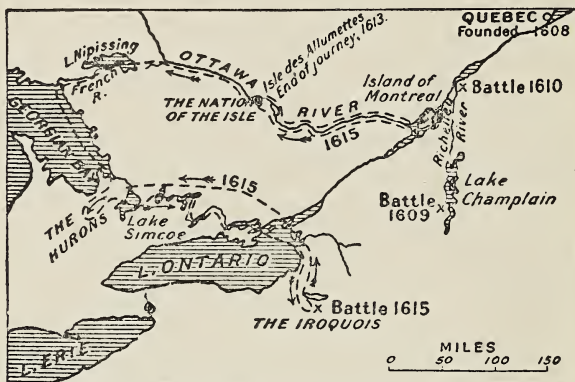 QUEBEC
Founded 1608
L. Nipissing
French
R.
OTTAWA
RIVER
Isle des Allumettes
End of journey, 1613.
THE NATION
OF THE ISLE
1615
Island of
Montreal
× Battle 1610
Richelieu
River
Lake
Champlain
Battle
1609 ×
GEORGIAN BAY
1615
THE
HURONS
Lake
Simcoe
L. ONTARIO
× Battle 1615
THE IROQUOIS
L. ERIE
MILES
0 50 100 150